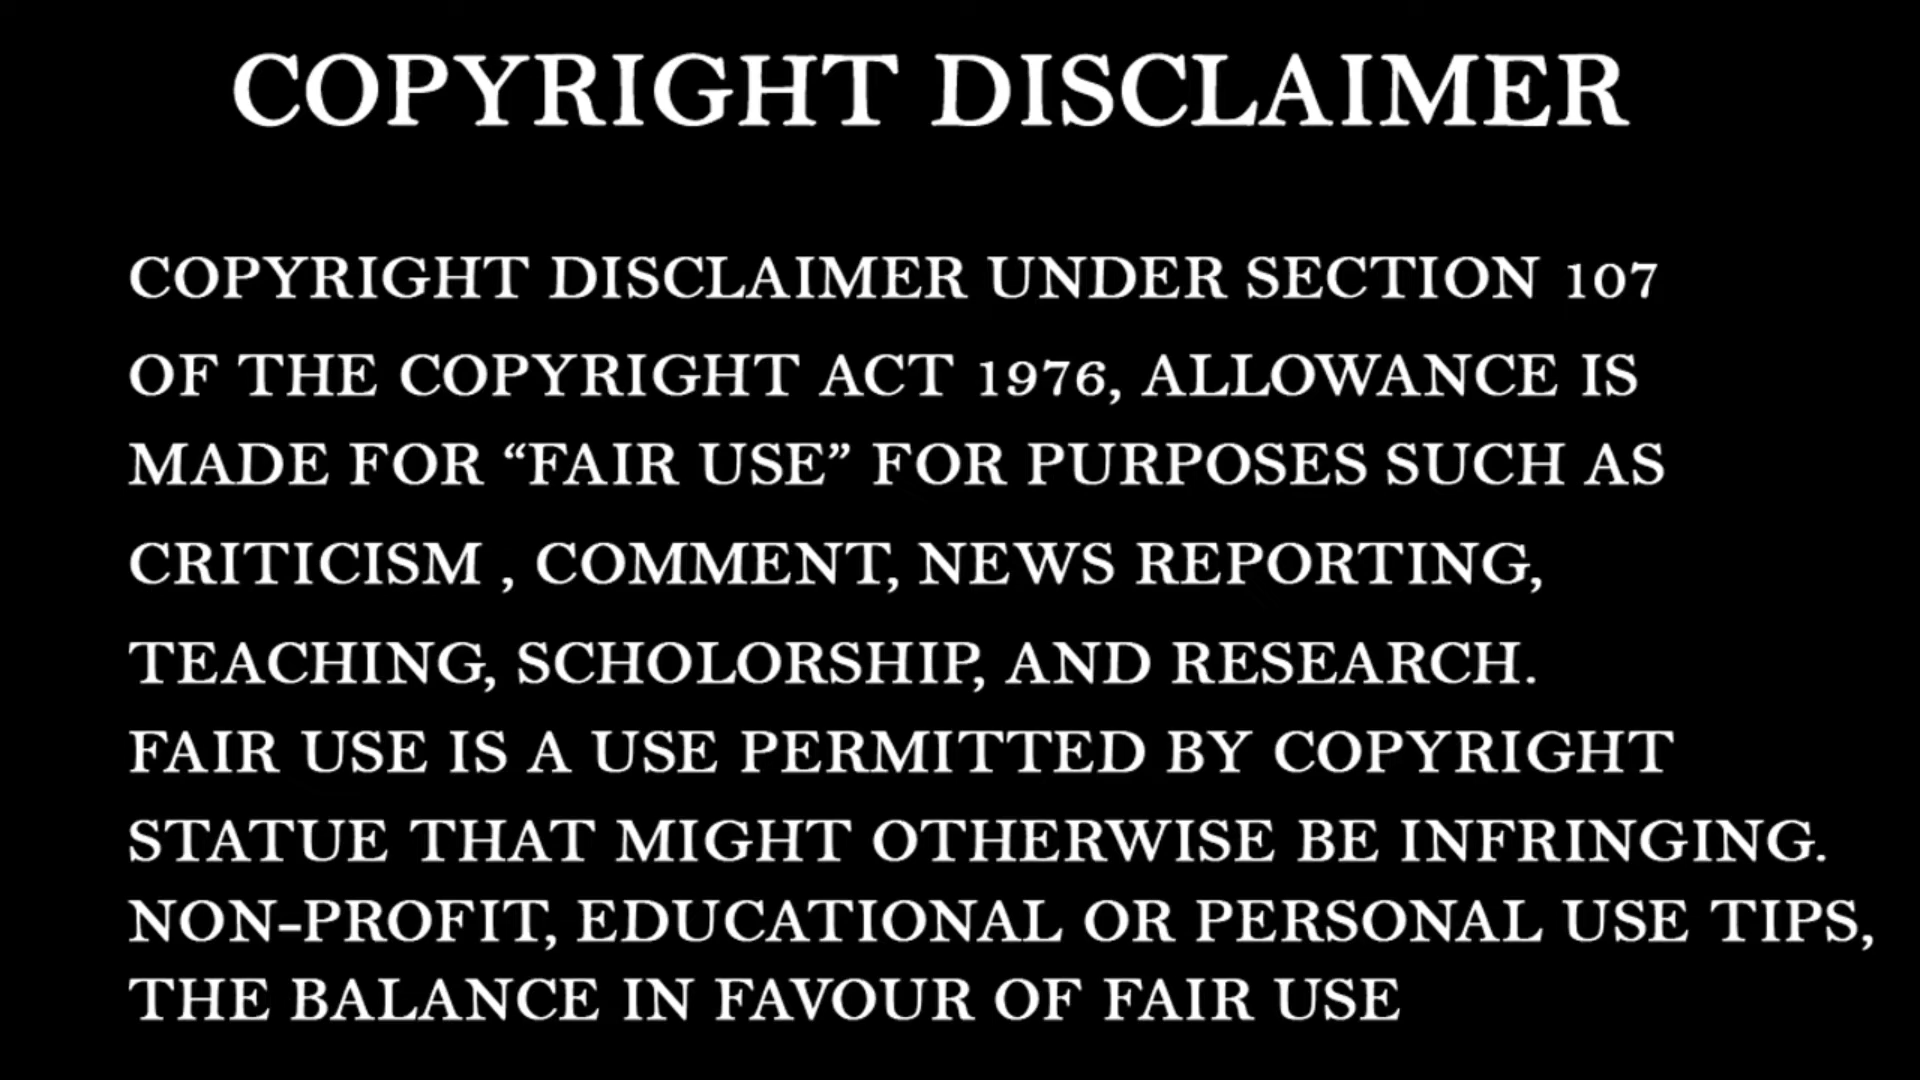 COPYRIGHT DISCLAIMER
COPYRIGHT DISCLAIMER UNDER SECTION 107
OF THE COPYRIGHT ACT 1976, ALLOWANCE IS
MADE FOR “FAIR USE” FOR PURPOSES SUCH AS
CRITICISM , COMMENT, NEWS REPORTING,
TEACHING, SCHOLORSHIP, AND RESEARCH.
FAIR USE IS A USE PERMITTED BY COPYRIGHT
STATUE THAT MIGHT OTHERWISE BE INFRINGING.
NON-PROFIT, EDUCATIONAL OR PERSONAL USE TIPS,
THE BALANCE IN FAVOUR OF FAIR USE